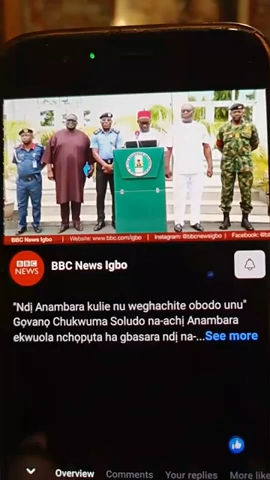 BBC News Igbo | Website: www.bbc.com/igbo | Instagram: @bbcnewsigbo | Facebook: @b
BBC NEWS
BBC News Igbo
"Ndị Anambara kulie nu weghachite obodo unu"
Gọvanọ Chukwuma Soludo na-achị Anambara
ekwuola nchọpụta ha gbasara ndị na-...See more
Overview Comments Your replies More like